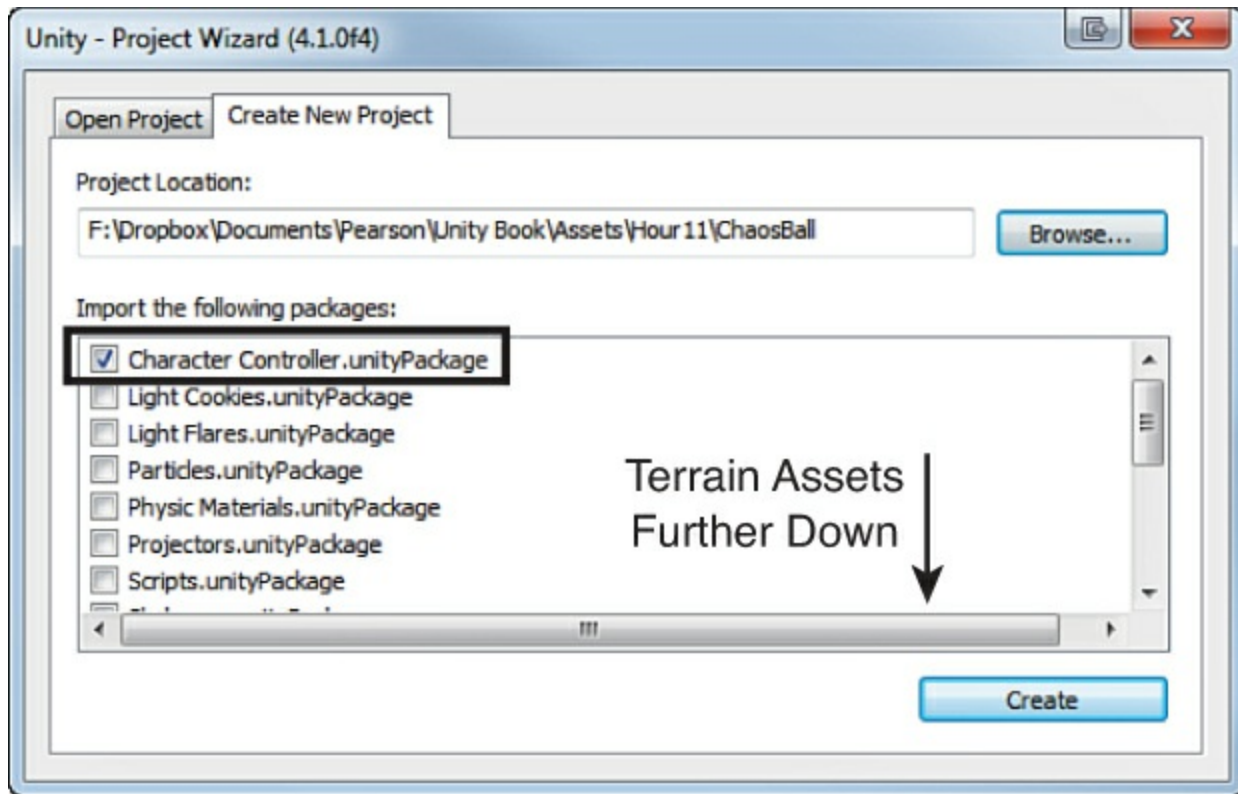 Unity - Project Wizard (4.1.0f4)
Open Project
Create New Project
Project Location:
F:\Dropbox\Documents\Pearson\Unity Book\Assets\Hour11\ChaosBall
Browse...
Import the following packages:
Character Controller.unityPackage
Light Cookies.unityPackage
Light Flares.unityPackage
Particles.unityPackage
Physic Materials.unityPackage
Projectors.unityPackage
Scripts.unityPackage
Terrain Assets
Further Down
Create